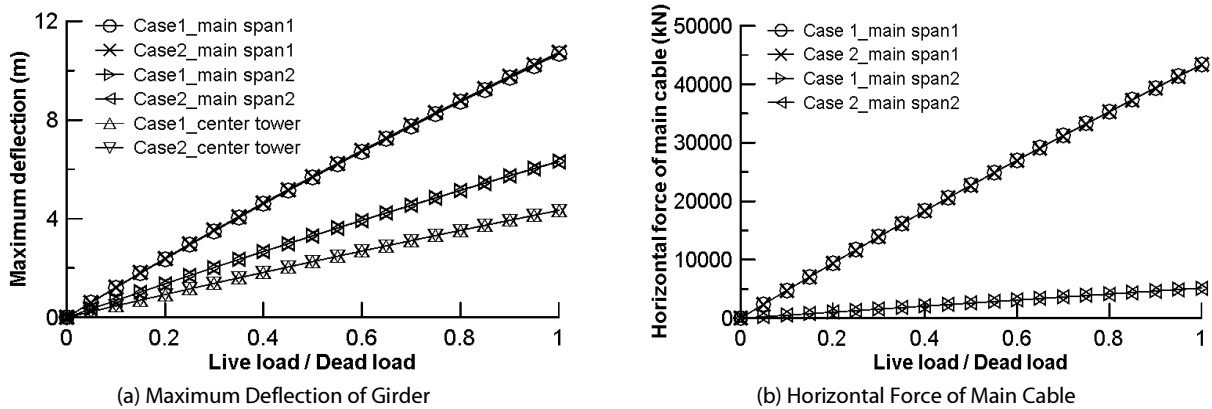 12
8
4
0
Maximum deflection (m)
Case1_main span1
Case2_main span1
Case1_main span2
Case2_main span2
Case1_center tower
Case2_center tower
0 0.2 0.4 0.6 0.8 1
Live load / Dead load
(a) Maximum Deflection of Girder
50000
40000
30000
20000
10000
0
Horizontal force of main cable (kN)
Case 1_main span1
Case 2_main span1
Case 1_main span2
Case 2_main span2
0 0.2 0.4 0.6 0.8 1
Live load / Dead load
(b) Horizontal Force of Main Cable